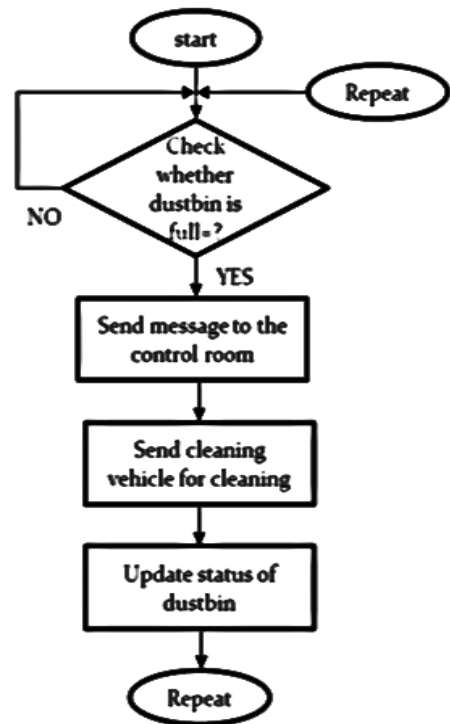 start
Repeat
Check
whether
dustbin is
full=?
NO
YES
Send message to the
control room
Send cleaning
vehicle for cleaning
Update status of
dustbin
Repeat